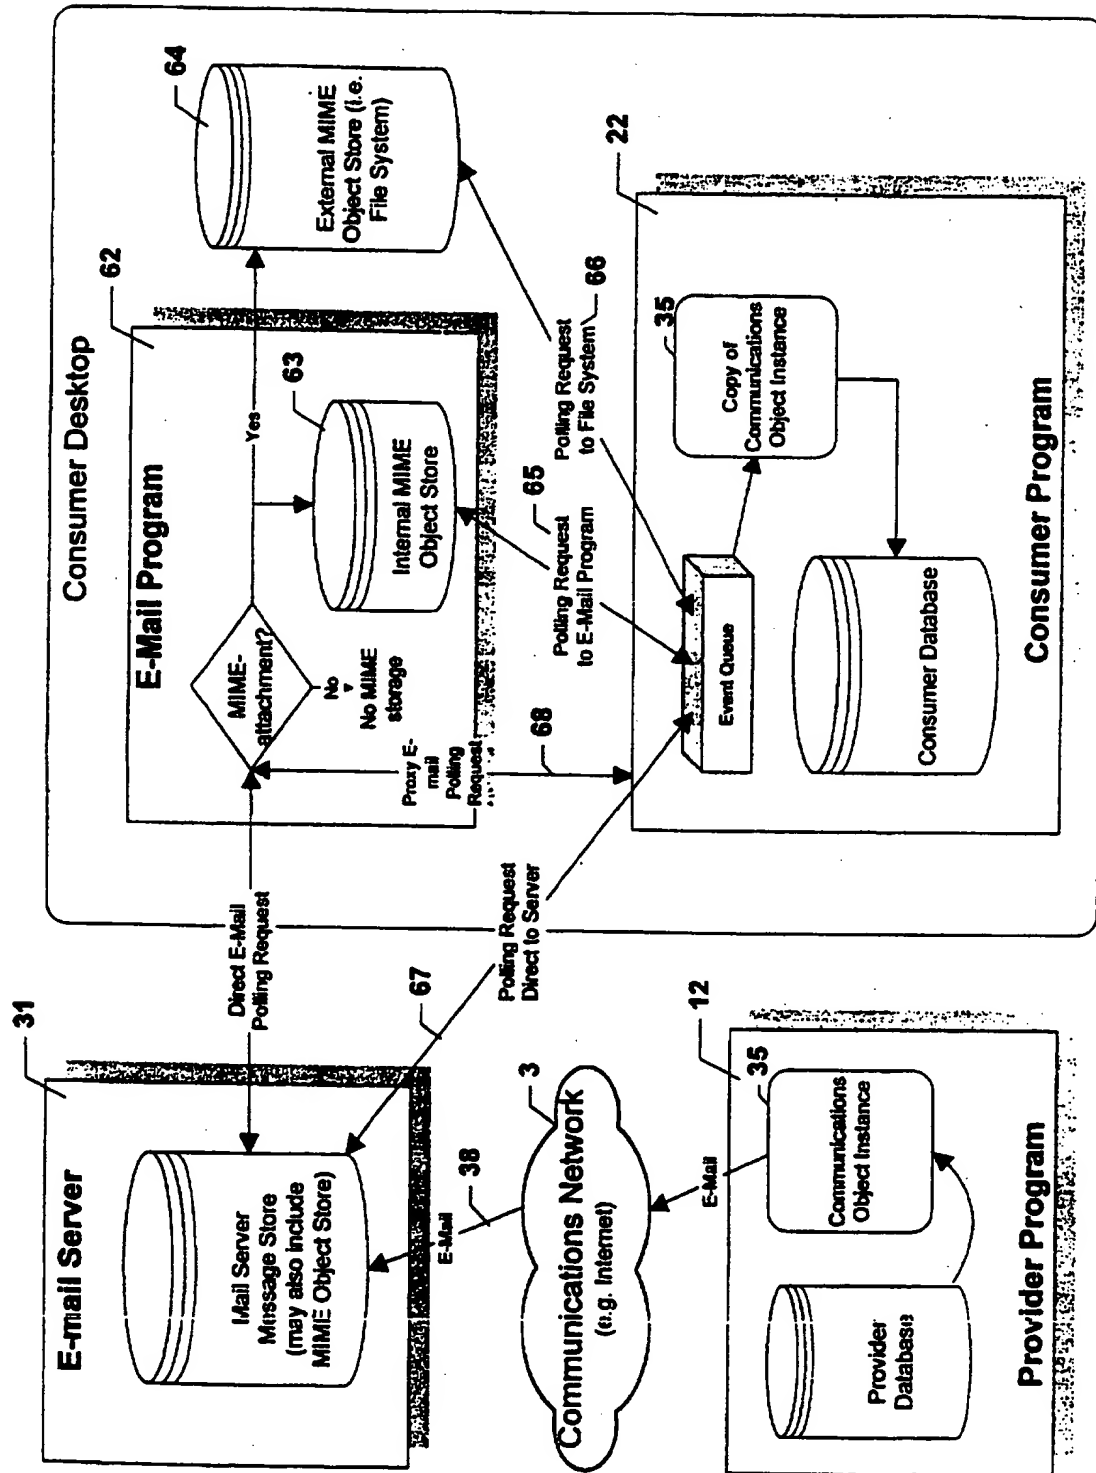 E-mail Server
31
Mail Server
Message Store
(may also include
MIME Object Store)
Direct E-Mail
Polling Request
67
Polling Request
Direct to Server
E-Mail
38
3
Communications Network
(e.g. Internet)
E-Mail
12
35
Communications
Object Instance
Provider
Database
Provider Program
Consumer Desktop
E-Mail Program
62
MIME-
attachment?
Yes
No
No MIME
storage
63
Internal MIME
Object Store
64
External MIME
Object Store (i.e.
File System)
Proxy E-
mail
Polling
Request
68
65
Polling Request
to E-Mail Program
Polling Request
to File System
66
22
Event Queue
35
Copy of
Communications
Object Instance
Consumer Database
Consumer Program